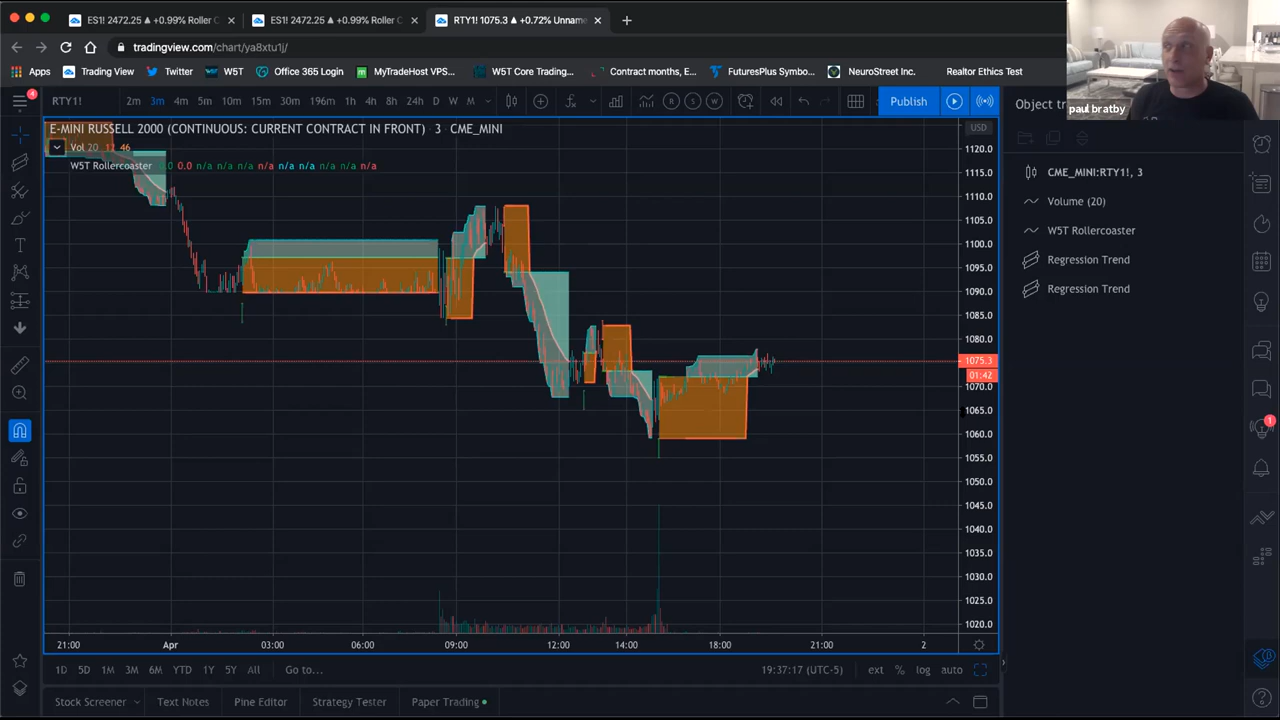 ES1! 2472.25 ▲ +0.99% Roller C
ES1! 2472.25 ▲ +0.99% Roller C
RTY1! 1075.3 ▲ +0.72% Unname
tradingview.com/chart/ya8xtu1j/
Apps
Trading View
Twitter
W5T
Office 365 Login
MyTradeHost VPS...
W5T Core Trading...
Contract months, E...
FuturesPlus Symbo...
NeuroStreet Inc.
Realtor Ethics Test
paul bratby
4
RTY1!
2m
3m
4m
5m
10m
15m
30m
196m
1h
4h
8h
24h
D
W
M
R
S
W
Publish
Object tr
E-MINI RUSSELL 2000 (CONTINUOUS: CURRENT CONTRACT IN FRONT) 3 CME_MINI
Vol 20
46
W5T Rollercoaster
0.0 n/a n/a n/a n/a n/a n/a n/a n/a
USD
1120.0
1115.0
1110.0
1105.0
1100.0
1095.0
1090.0
1085.0
1080.0
1075.3
01:42
1070.0
1065.0
1060.0
1055.0
1050.0
1045.0
1040.0
1035.0
1030.0
1025.0
1020.0
CME_MINI:RTY1!, 3
Volume (20)
W5T Rollercoaster
Regression Trend
Regression Trend
1
21:00
Apr
03:00
06:00
09:00
12:00
14:00
18:00
21:00
2
1D
5D
1M
3M
6M
YTD
1Y
5Y
All
Go to...
19:37:17 (UTC-5)
ext
%
log
auto
Stock Screener
Text Notes
Pine Editor
Strategy Tester
Paper Trading